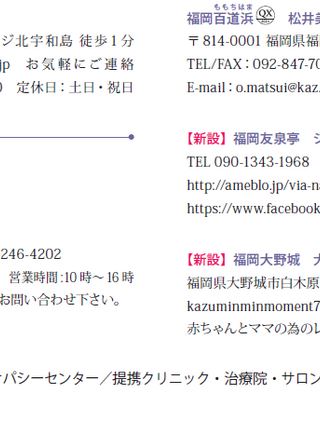 ジ北宇和島 徒歩1分
jp お気軽にご連絡
0 定休日：土日・祝日
246-4202
営業時間:10時～16時
お問い合わせ下さい。
ももちはま
福岡百道浜 QX 松井美
〒814-0001 福岡県福
TEL/FAX：092-847-70
E-mail：o.matsui@kaz
【新設】 福岡友泉亭 シ
TEL 090-1343-1968
http://ameblo.jp/via-na
https://www.facebook
【新設】 福岡大野城 大
福岡県大野城市白木原
kazuminminmoment7
赤ちゃんとママの為のレ
パシーセンター／提携クリニック・治療院・サロン